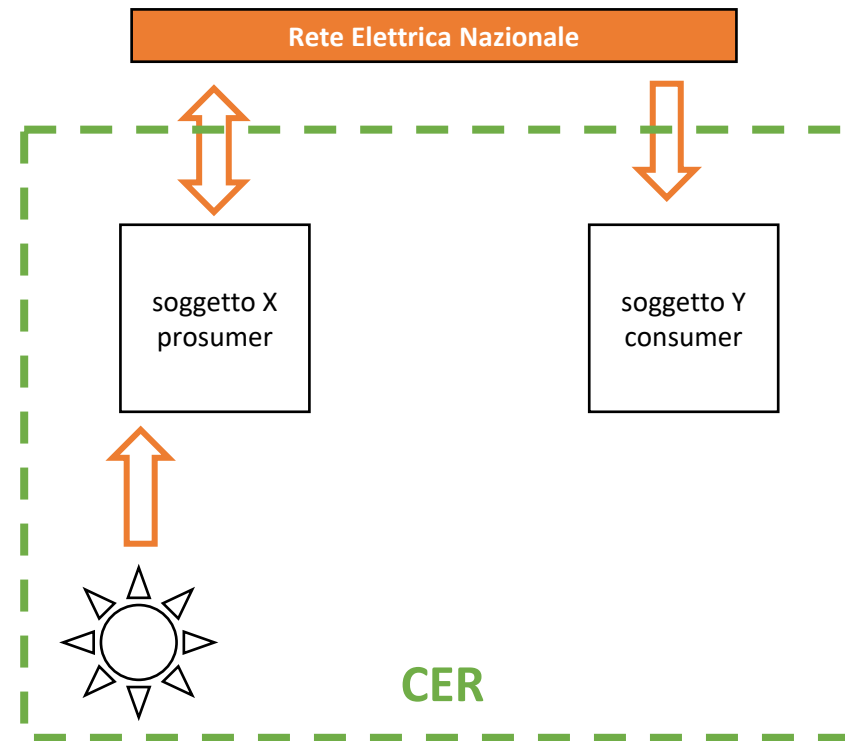 Rete Elettrica Nazionale
soggetto X
prosumer
soggetto Y
consumer
CER